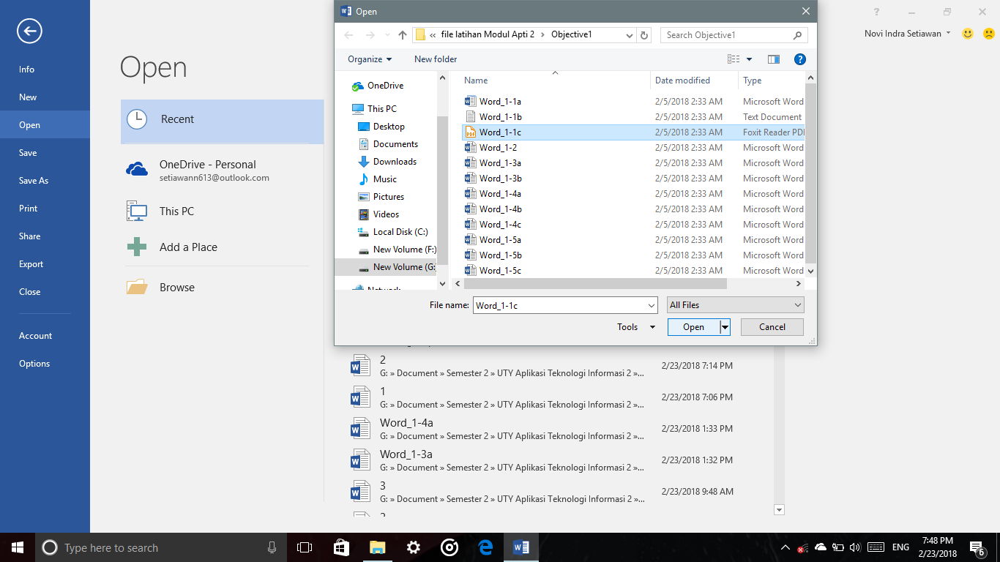 Open
« file latihan Modul Apti 2 › Objective1
Search Objective1
Organize
New folder
OneDrive
This PC
Desktop
Documents
Downloads
Music
Pictures
Videos
Local Disk (C:)
New Volume (F:)
New Volume (G:
Network
Name Date modified Type
Word_1-1a 2/5/2018 2:33 AM Microsoft Word
Word_1-1b 2/5/2018 2:33 AM Text Document
Word_1-1c 2/5/2018 2:33 AM Foxit Reader PDF
Word_1-2 2/5/2018 2:33 AM Microsoft Word
Word_1-3a 2/5/2018 2:33 AM Microsoft Word
Word_1-3b 2/5/2018 2:33 AM Microsoft Word
Word_1-4a 2/5/2018 2:33 AM Microsoft Word
Word_1-4b 2/5/2018 2:33 AM Microsoft Word
Word_1-4c 2/5/2018 2:33 AM Microsoft Word
Word_1-5a 2/5/2018 2:33 AM Microsoft Word
Word_1-5b 2/5/2018 2:33 AM Microsoft Word
Word_1-5c 2/5/2018 2:33 AM Microsoft Word
File name: Word_1-1c All Files
Tools Open Cancel
Novi Indra Setiawan
Info
New
Open
Save
Save As
Print
Share
Export
Close
Account
Options
Open
Recent
OneDrive - Personal
setiawann613@outlook.com
This PC
Add a Place
Browse
2
G: » Document » Semester 2 » UTY Aplikasi Teknologi Informasi 2 »...
2/23/2018 7:14 PM
1
G: » Document » Semester 2 » UTY Aplikasi Teknologi Informasi 2 »...
2/23/2018 7:06 PM
Word_1-4a
G: » Document » Semester 2 » UTY Aplikasi Teknologi Informasi 2 »...
2/23/2018 1:33 PM
Word_1-3a
G: » Document » Semester 2 » UTY Aplikasi Teknologi Informasi 2 »...
2/23/2018 1:32 PM
3
G: » Document » Semester 2 » UTY Aplikasi Teknologi Informasi 2 »...
2/23/2018 9:48 AM
Type here to search
ENG
7:48 PM
2/23/2018
6